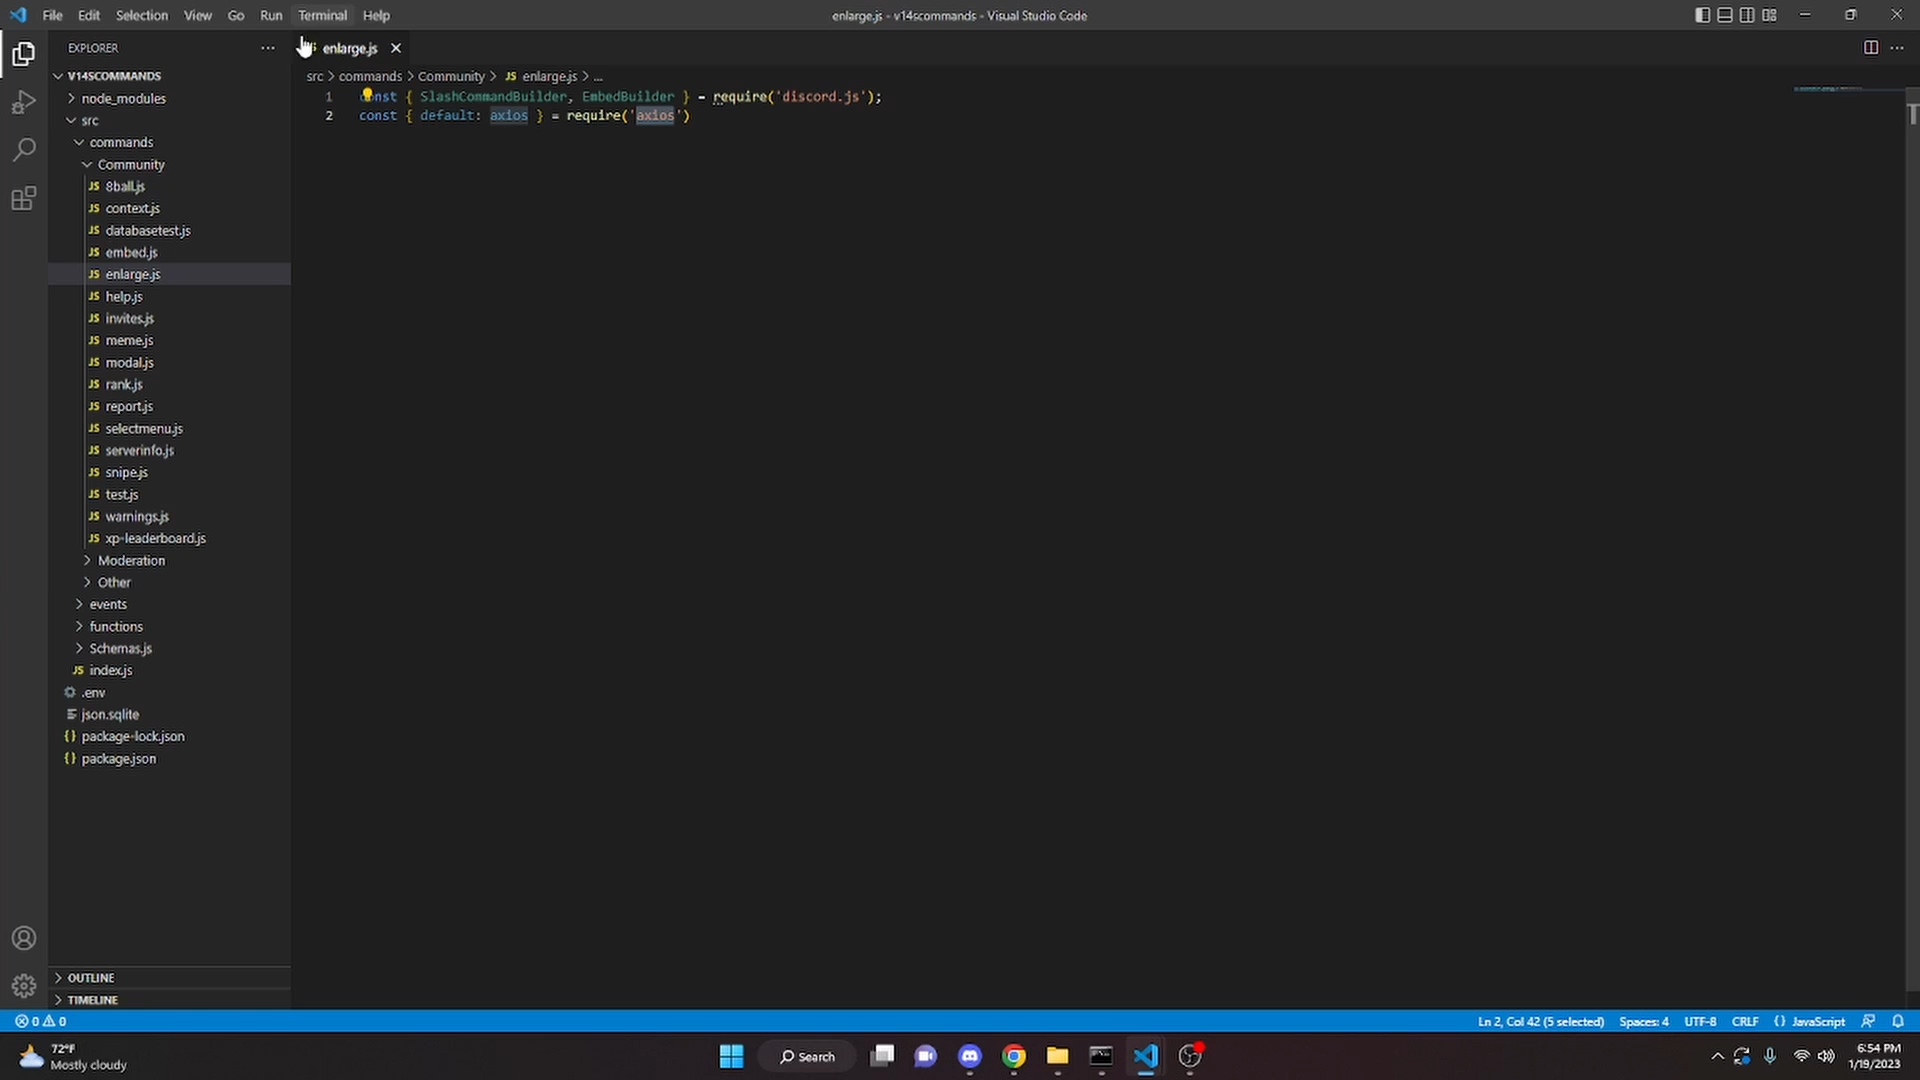 File Edit Selection View Go Run Terminal Help
enlarge.js - v14scommands - Visual Studio Code
EXPLORER
enlarge.js
V14SCOMMANDS
node_modules
src
commands
Community
8ball.js
context.js
databasetest.js
embed.js
enlarge.js
help.js
invites.js
meme.js
modal.js
rank.js
report.js
selectmenu.js
serverinfo.js
snipe.js
test.js
warnings.js
xp-leaderboard.js
Moderation
Other
events
functions
Schemas.js
index.js
.env
json.sqlite
package-lock.json
package.json
OUTLINE
TIMELINE
src > commands > Community > JS enlarge.js > ...
1 const { SlashCommandBuilder, EmbedBuilder } = require('discord.js');
2 const { default: axios } = require('axios')
0 0
Ln 2, Col 42 (5 selected) Spaces: 4 UTF-8 CRLF {} JavaScript
72°F
Mostly cloudy
Search
6:54 PM
1/19/2023